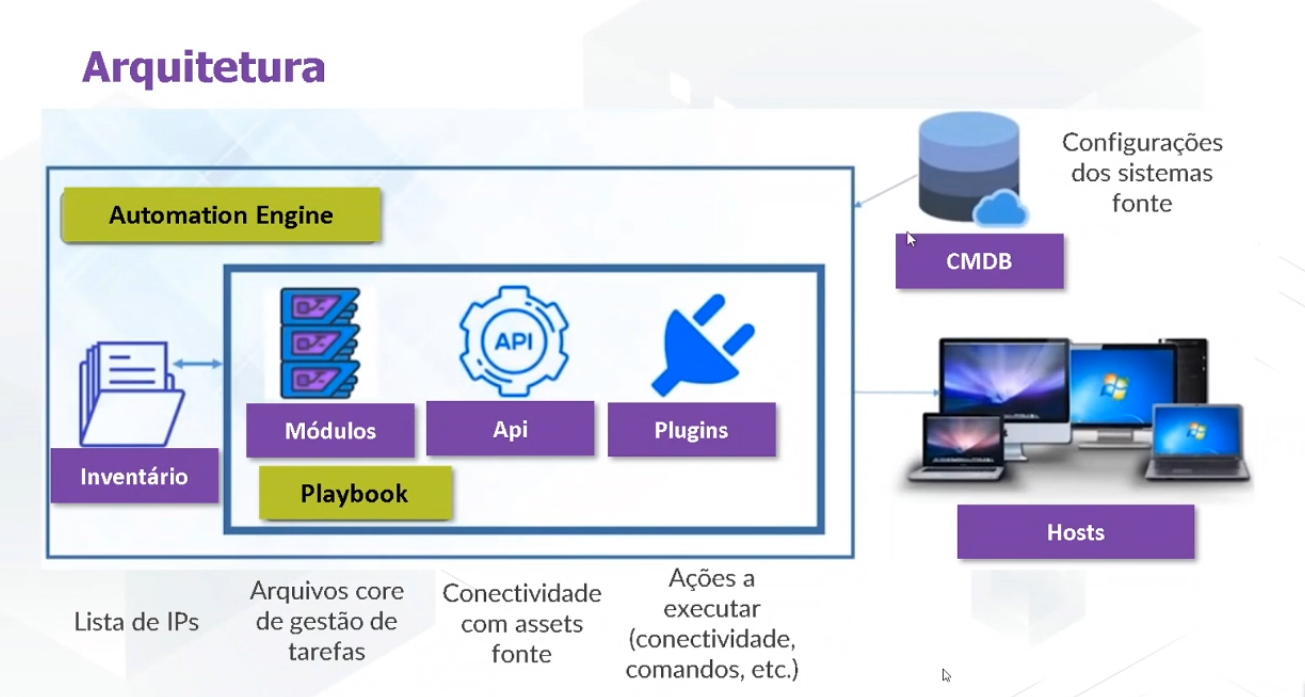 Arquitetura
Automation Engine
Configurações
dos sistemas
fonte
CMDB
API
Módulos
Api
Plugins
Inventário
Playbook
Hosts
Lista de IPs
Arquivos core
de gestão de
tarefas
Conectividade
com assets
fonte
Ações a
executar
(conectividade,
comandos, etc.)